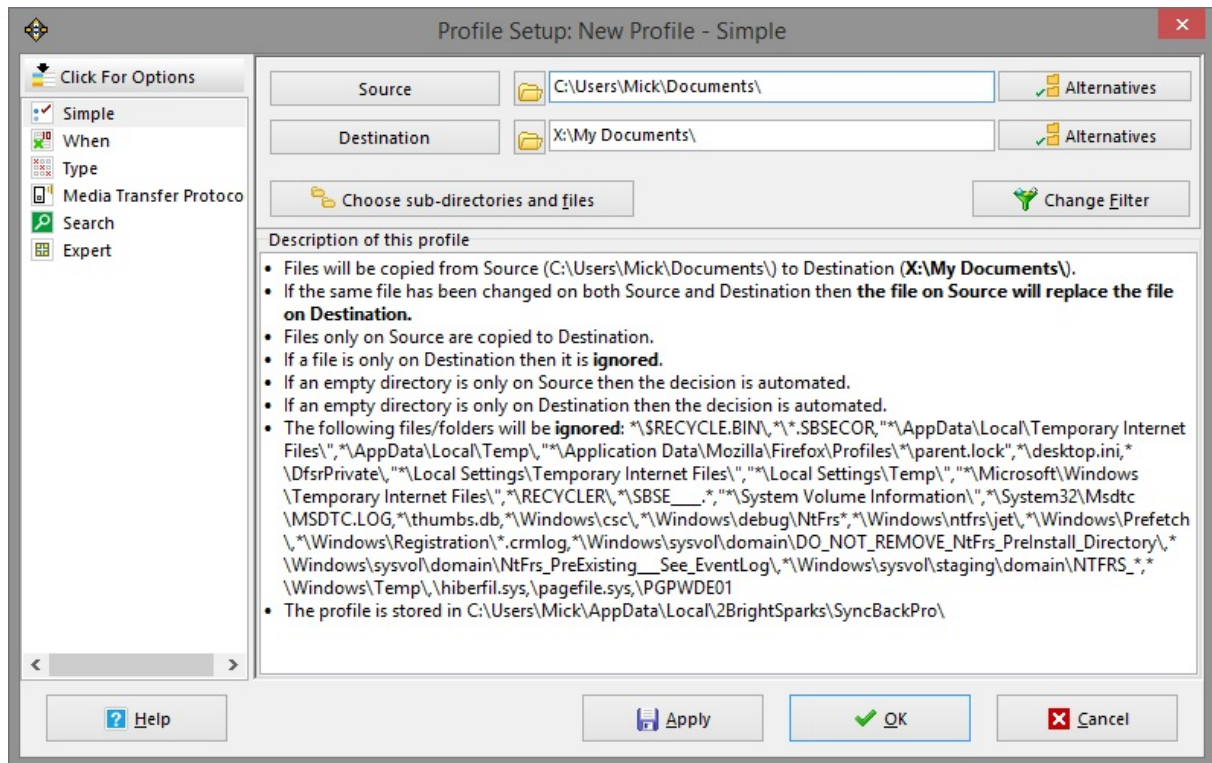 Profile Setup: New Profile - Simple
Click For Options
Simple
When
Type
Media Transfer Protoco
Search
Expert
Source
C:\Users\Mick\Documents\
Alternatives
Destination
X:\My Documents\
Alternatives
Choose sub-directories and files
Change Filter
Description of this profile
• Files will be copied from Source (C:\Users\Mick\Documents\) to Destination (X:\My Documents\).
• If the same file has been changed on both Source and Destination then the file on Source will replace the file
on Destination.
• Files only on Source are copied to Destination.
• If a file is only on Destination then it is ignored.
• If an empty directory is only on Source then the decision is automated.
• If an empty directory is only on Destination then the decision is automated.
• The following files/folders will be ignored: *\$RECYCLE.BIN\,*\*.SBSECOR,"*\AppData\Local\Temporary Internet
Files\",*\AppData\Local\Temp\,"*\Application Data\Mozilla\Firefox\Profiles\*\parent.lock",*\desktop.ini,*
\DfsrPrivate\,"*\Local Settings\Temporary Internet Files\","*\Local Settings\Temp\","*\Microsoft\Windows
\Temporary Internet Files\",*\RECYCLER\,*\SBSE___.*,"*\System Volume Information\",*\System32\Msdtc
\MSDTC.LOG,*\thumbs.db,*\Windows\csc\,*\Windows\debug\NtFrs*,*\Windows\ntfrs\jet\,*\Windows\Prefetch
\,*\Windows\Registration\*.crmlog,*\Windows\sysvol\domain\DO_NOT_REMOVE_NtFrs_PreInstall_Directory\,*
\Windows\sysvol\domain\NtFrs_PreExisting___See_EventLog\,*\Windows\sysvol\staging\domain\NTFRS_*,*
\Windows\Temp\,\hiberfil.sys,\pagefile.sys,\PGPWDE01
• The profile is stored in C:\Users\Mick\AppData\Local\2BrightSparks\SyncBackPro\
Help
Apply
OK
Cancel